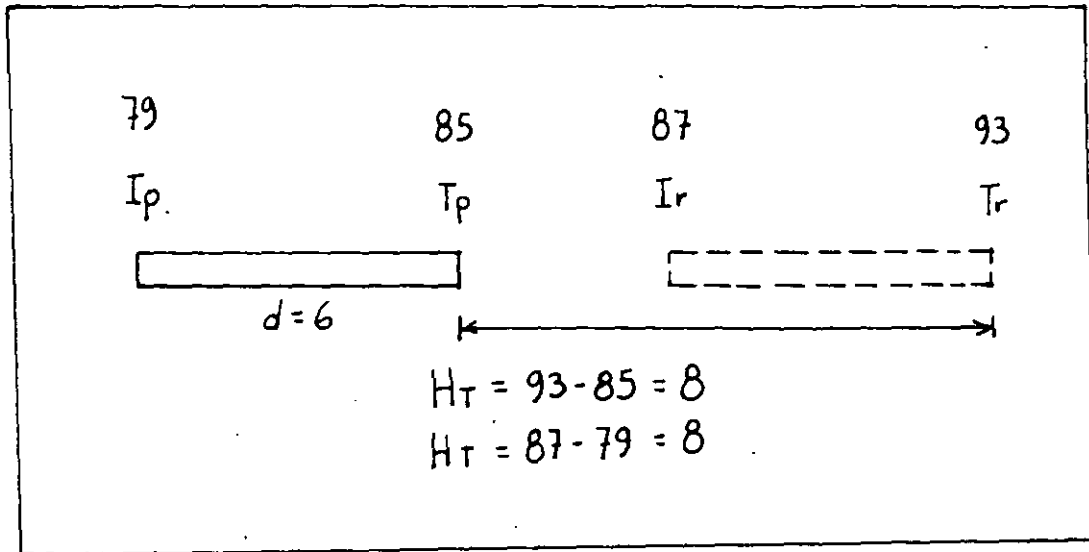 79 85 87 93
Ip. Tp Ir Tr
d = 6
HT = 93 - 85 = 8
HT = 87 - 79 = 8